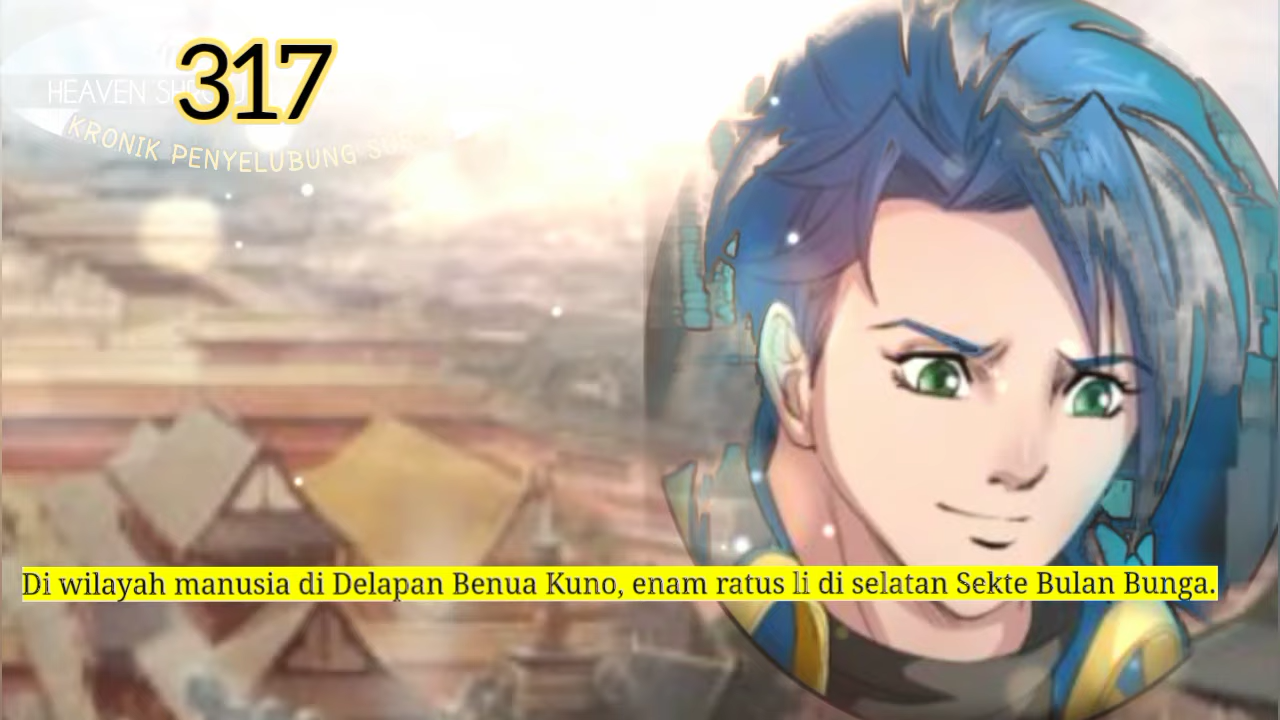 317
HEAVEN
KRONIK PENYELUBUNG
Di wilayah manusia di Delapan Benua Kuno, enam ratus li di selatan Sekte Bulan Bunga.